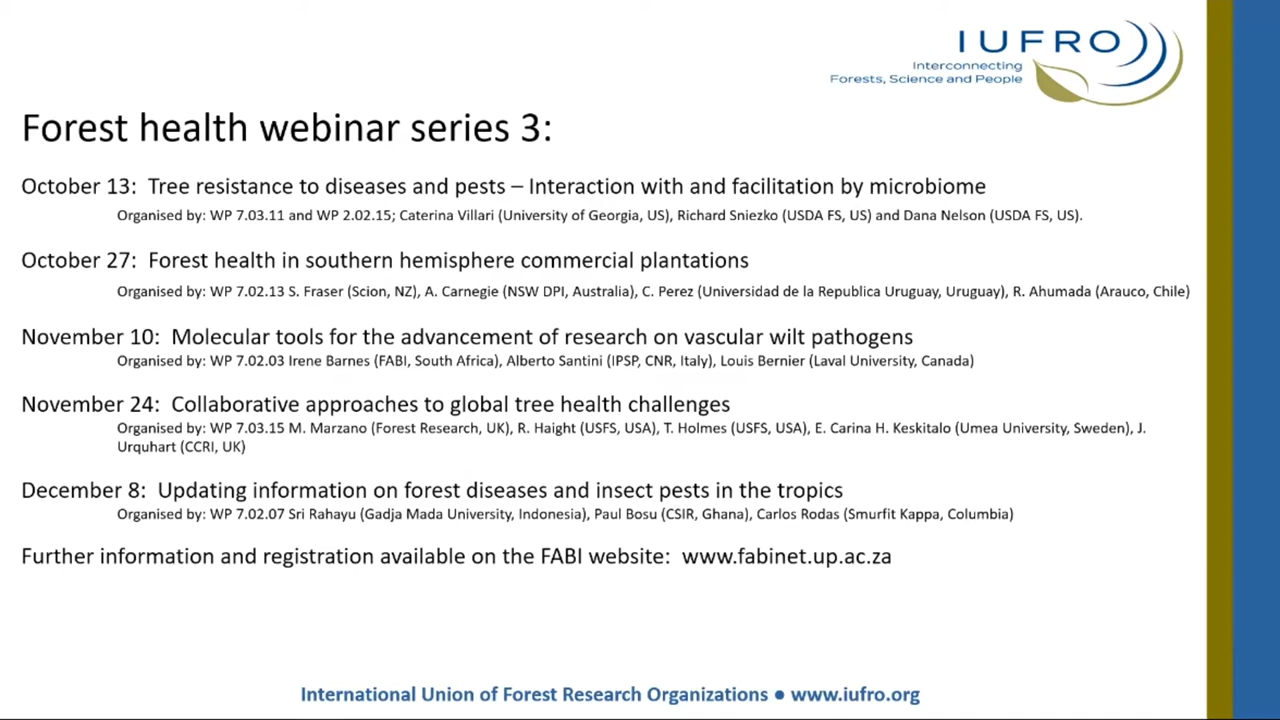 IUFRO
Interconnecting
Forests, Science and People
Forest health webinar series 3:
October 13: Tree resistance to diseases and pests – Interaction with and facilitation by microbiome
Organised by: WP 7.03.11 and WP 2.02.15; Caterina Villari (University of Georgia, US), Richard Sniezko (USDA FS, US) and Dana Nelson (USDA FS, US).
October 27: Forest health in southern hemisphere commercial plantations
Organised by: WP 7.02.13 S. Fraser (Scion, NZ), A. Carnegie (NSW DPI, Australia), C. Perez (Universidad de la Republica Uruguay, Uruguay), R. Ahumada (Arauco, Chile)
November 10: Molecular tools for the advancement of research on vascular wilt pathogens
Organised by: WP 7.02.03 Irene Barnes (FABI, South Africa), Alberto Santini (IPSP, CNR, Italy), Louis Bernier (Laval University, Canada)
November 24: Collaborative approaches to global tree health challenges
Organised by: WP 7.03.15 M. Marzano (Forest Research, UK), R. Haight (USFS, USA), T. Holmes (USFS, USA), E. Carina H. Keskitalo (Umea University, Sweden), J.
Urquhart (CCRI, UK)
December 8: Updating information on forest diseases and insect pests in the tropics
Organised by: WP 7.02.07 Sri Rahayu (Gadja Mada University, Indonesia), Paul Bosu (CSIR, Ghana), Carlos Rodas (Smurfit Kappa, Columbia)
Further information and registration available on the FABI website: www.fabinet.up.ac.za
International Union of Forest Research Organizations ● www.iufro.org